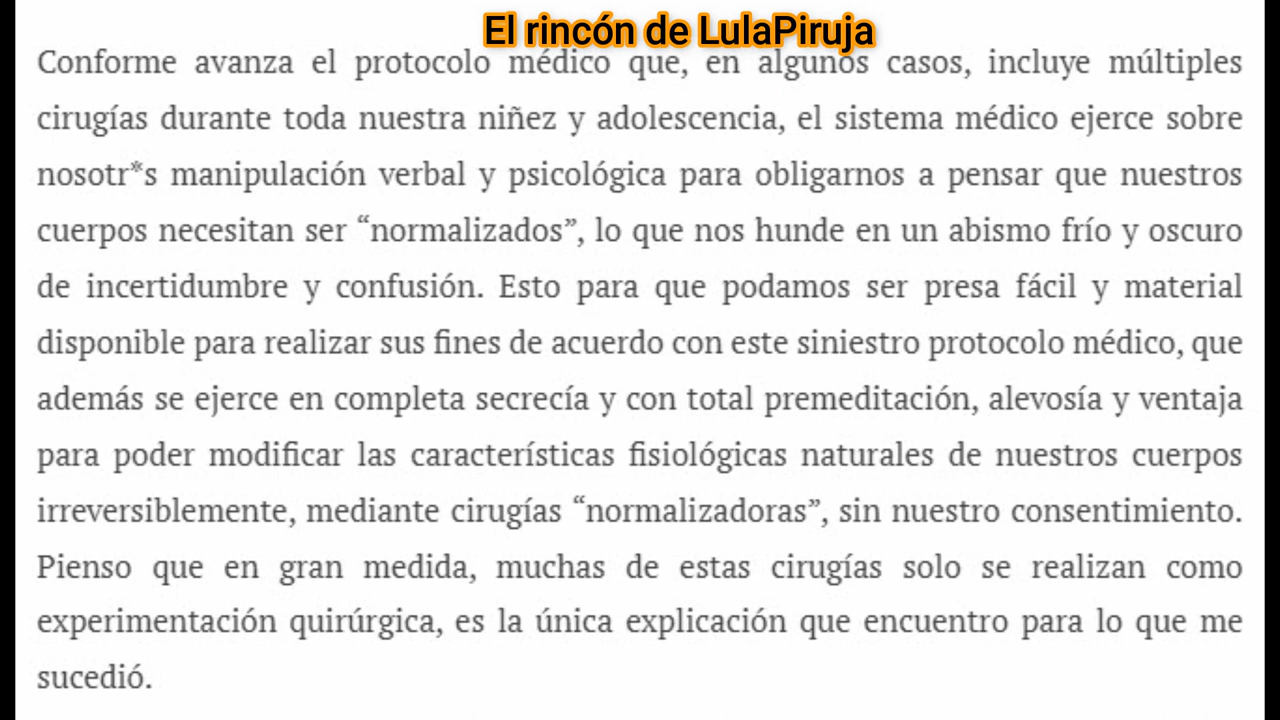 El rincón de LulaPiruja
Conforme avanza el protocolo médico que, en algunos casos, incluye múltiples
cirugías durante toda nuestra niñez y adolescencia, el sistema médico ejerce sobre
nosotr*s manipulación verbal y psicológica para obligarnos a pensar que nuestros
cuerpos necesitan ser “normalizados”, lo que nos hunde en un abismo frío y oscuro
de incertidumbre y confusión. Esto para que podamos ser presa fácil y material
disponible para realizar sus fines de acuerdo con este siniestro protocolo médico, que
además se ejerce en completa secrecía y con total premeditación, alevosía y ventaja
para poder modificar las características fisiológicas naturales de nuestros cuerpos
irreversiblemente, mediante cirugías “normalizadoras”, sin nuestro consentimiento.
Pienso que en gran medida, muchas de estas cirugías solo se realizan como
experimentación quirúrgica, es la única explicación que encuentro para lo que me
sucedió.